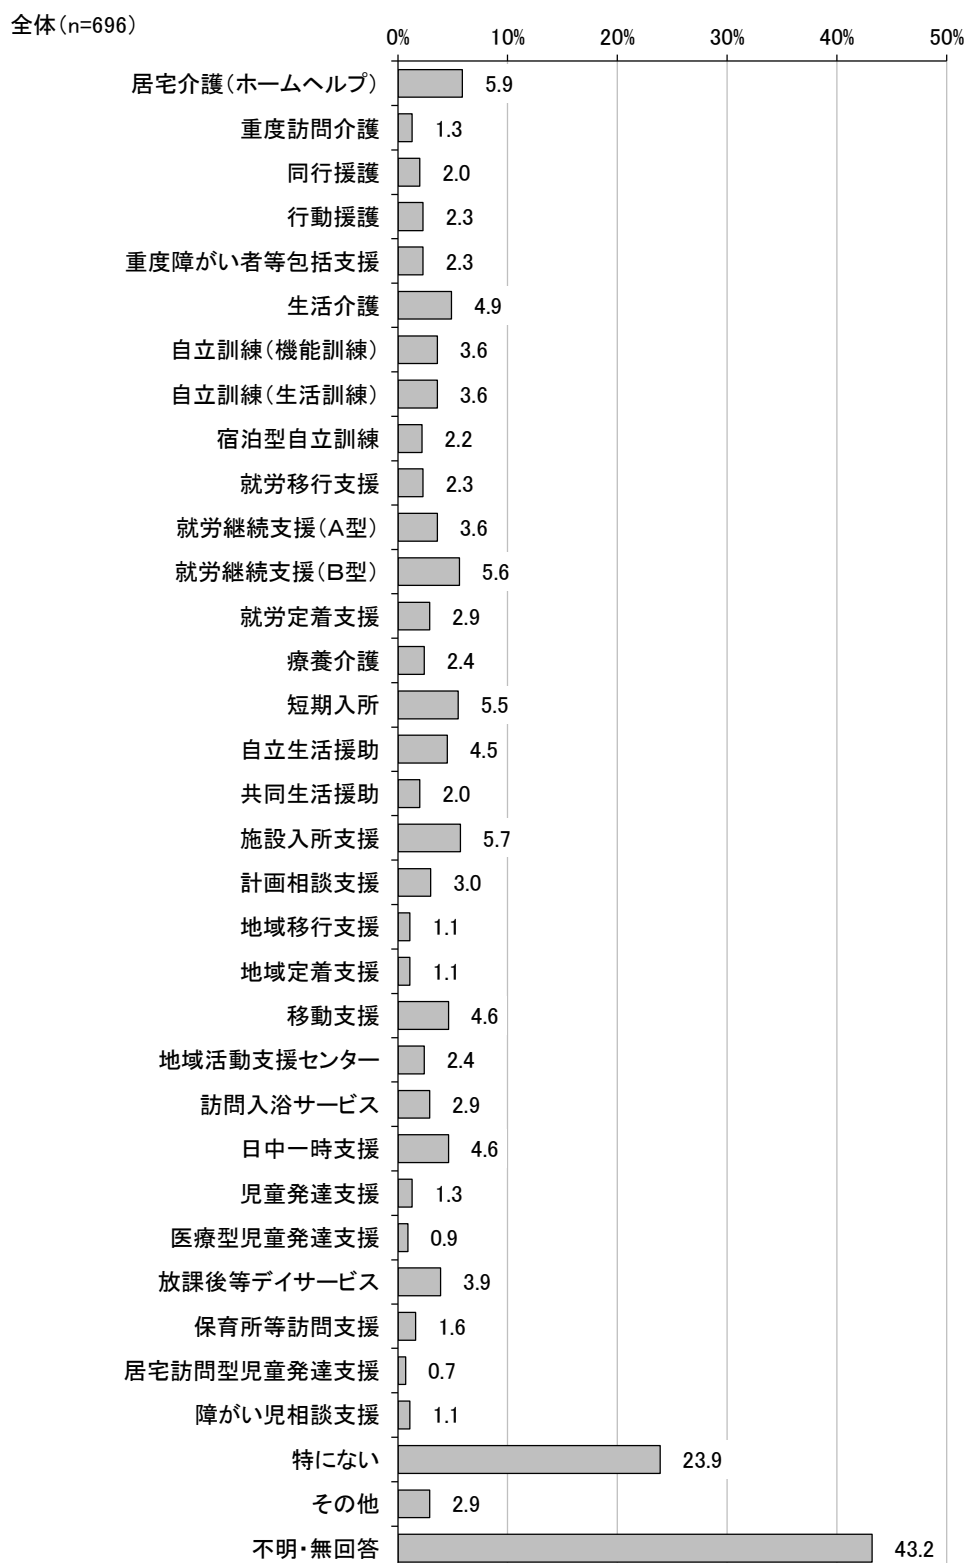 全体(n=696)
0% 10% 20% 30% 40% 50%
居宅介護(ホームヘルプ) 5.9
重度訪問介護 1.3
同行援護 2.0
行動援護 2.3
重度障がい者等包括支援 2.3
生活介護 4.9
自立訓練(機能訓練) 3.6
自立訓練(生活訓練) 3.6
宿泊型自立訓練 2.2
就労移行支援 2.3
就労継続支援(A型) 3.6
就労継続支援(B型) 5.6
就労定着支援 2.9
療養介護 2.4
短期入所 5.5
自立生活援助 4.5
共同生活援助 2.0
施設入所支援 5.7
計画相談支援 3.0
地域移行支援 1.1
地域定着支援 1.1
移動支援 4.6
地域活動支援センター 2.4
訪問入浴サービス 2.9
日中一時支援 4.6
児童発達支援 1.3
医療型児童発達支援 0.9
放課後等デイサービス 3.9
保育所等訪問支援 1.6
居宅訪問型児童発達支援 0.7
障がい児相談支援 1.1
特にない 23.9
その他 2.9
不明・無回答 43.2